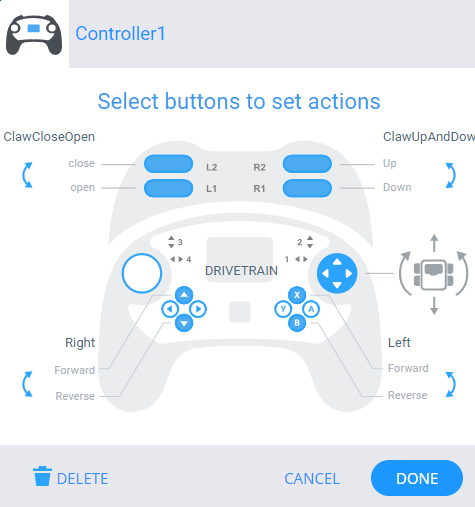 Controller1
Select buttons to set actions
ClawCloseOpen
ClawUpAndDow
close
L2
R2
Up
open
L1
R1
Down
3
2
4
1
DRIVETRAIN
X
Y
A
B
Right
Left
Forward
Forward
Reverse
Reverse
DELETE
CANCEL
DONE